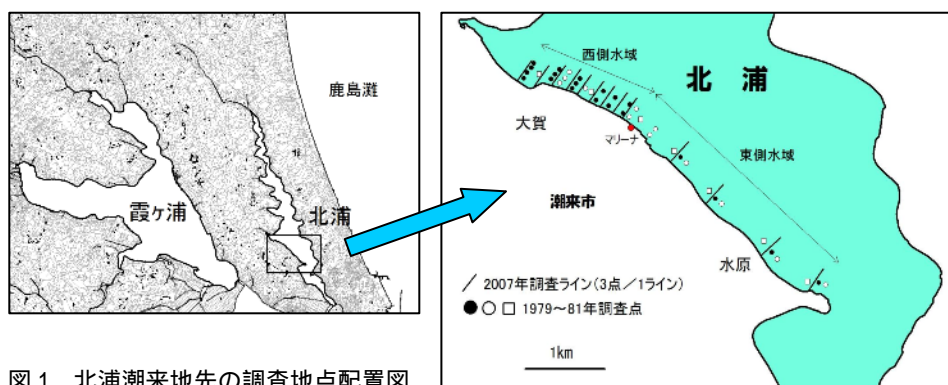 鹿島灘
霞ヶ浦
北浦
西側水域
北 浦
大賀
マリーナ
東側水域
潮来市
水原
2007年調査ライン(3点/1ライン)
●○□ 1979~81年調査点
1km
図1 北浦潮来地先の調査地点配置図